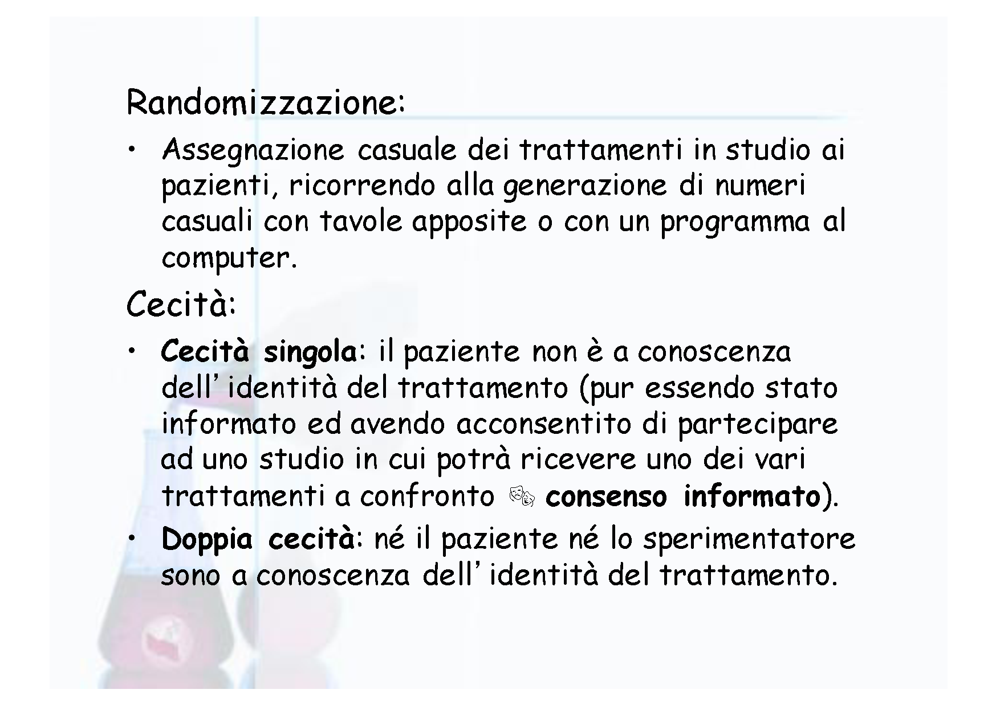 Randomizzazione:
• Assegnazione casuale dei trattamenti in studio ai
pazienti, ricorrendo alla generazione di numeri
casuali con tavole apposite o con un programma al
computer.
Cecità:
• Cecità singola: il paziente non è a conoscenza
dell’identità del trattamento (pur essendo stato
informato ed avendo acconsentito di partecipare
ad uno studio in cui potrà ricevere uno dei vari
trattamenti a confronto 🎭 consenso informato).
• Doppia cecità: né il paziente né lo sperimentatore
sono a conoscenza dell’identità del trattamento.